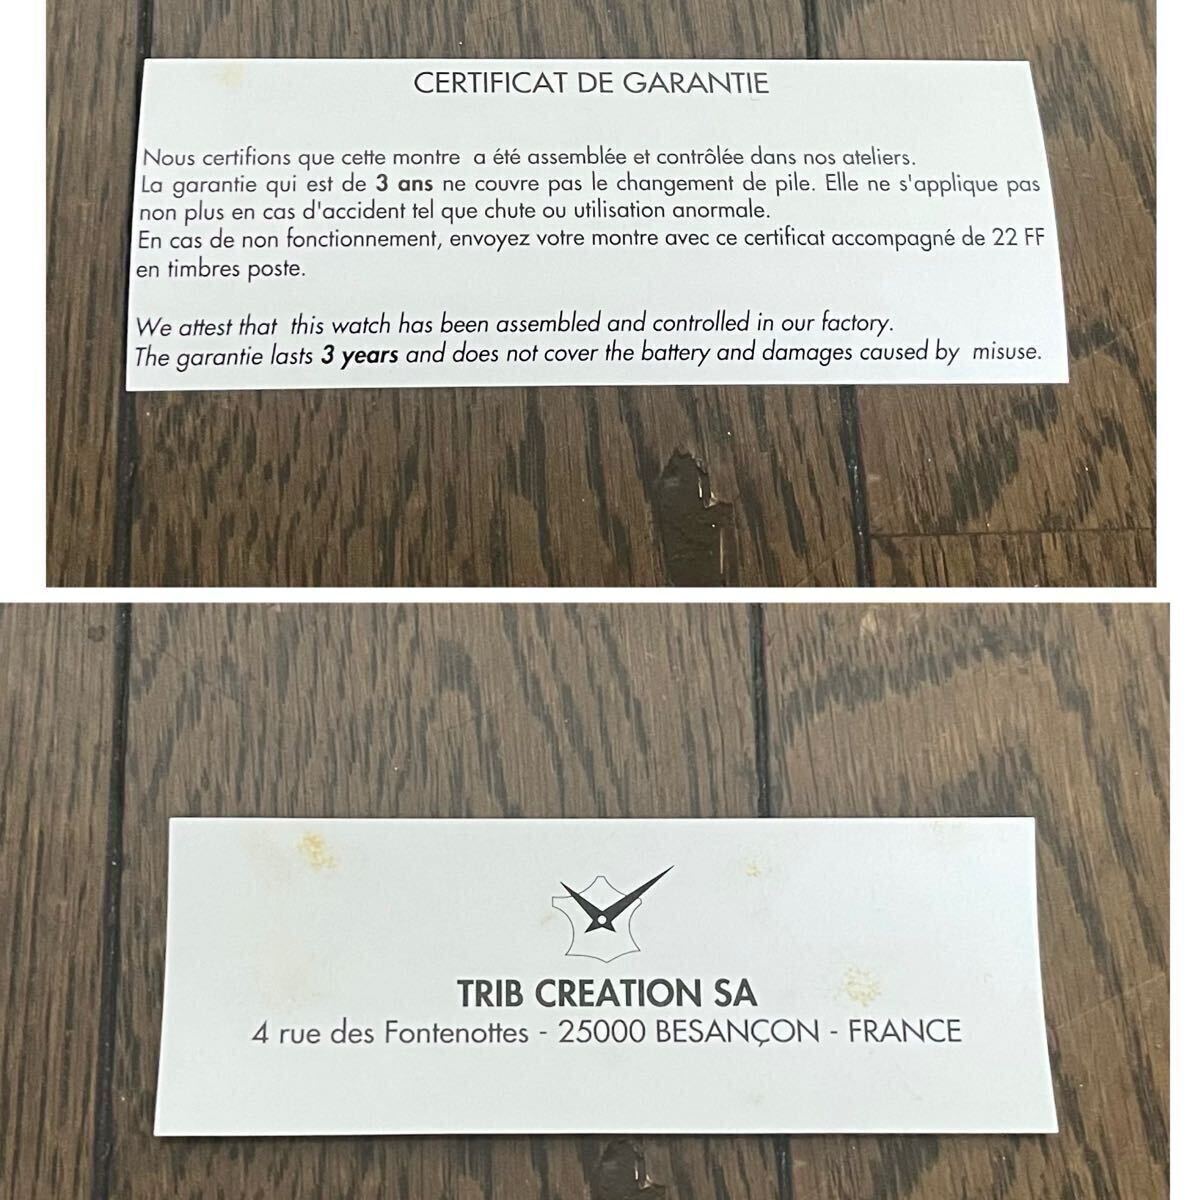 CERTIFICAT DE GARANTIE
Nous certifions que cette montre a été assemblée et contrôlée dans nos ateliers.
La garantie qui est de 3 ans ne couvre pas le changement de pile. Elle ne s'applique pas
non plus en cas d'accident tel que chute ou utilisation anormale.
En cas de non fonctionnement, envoyez votre montre avec ce certificat accompagné de 22 FF
en timbres poste.
We attest that this watch has been assembled and controlled in our factory.
The garantie lasts 3 years and does not cover the battery and damages caused by misuse.
TRIB CREATION SA
4 rue des Fontenottes - 25000 BESANÇON - FRANCE